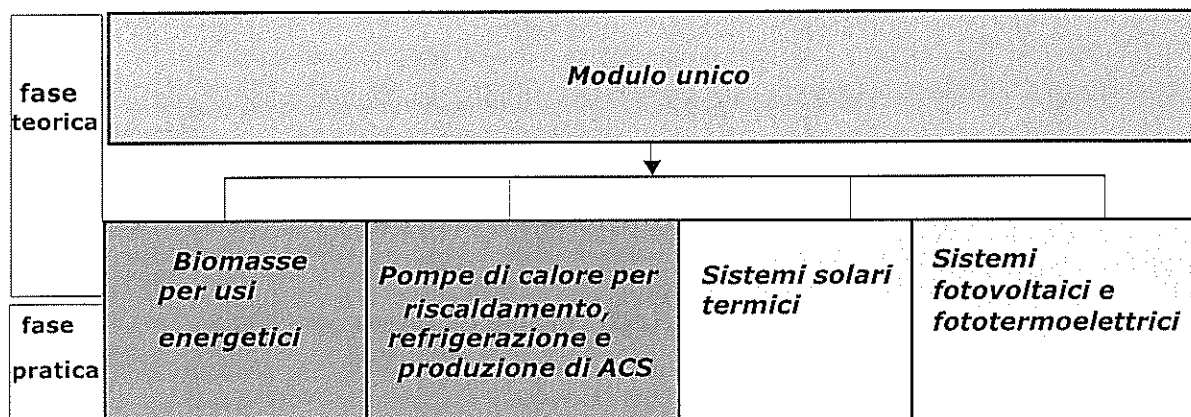 fase
teorica
Modulo unico
fase
pratica
Biomasse
per usi
energetici
Pompe di calore per
riscaldamento,
refrigerazione e
produzione di ACS
Sistemi solari
termici
Sistemi
fotovoltaici e
fototermoelettrici